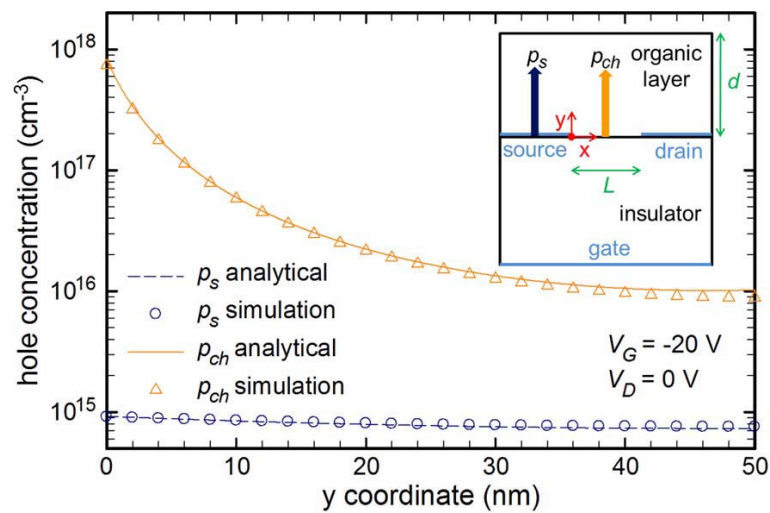 hole concentration (cm-3)
10^18
10^17
10^16
10^15
p_s
p_ch
organic
layer
d
y
x
source
drain
L
insulator
gate
p_s analytical
p_s simulation
p_ch analytical
p_ch simulation
V_G = -20 V
V_D = 0 V
0 10 20 30 40 50
y coordinate (nm)